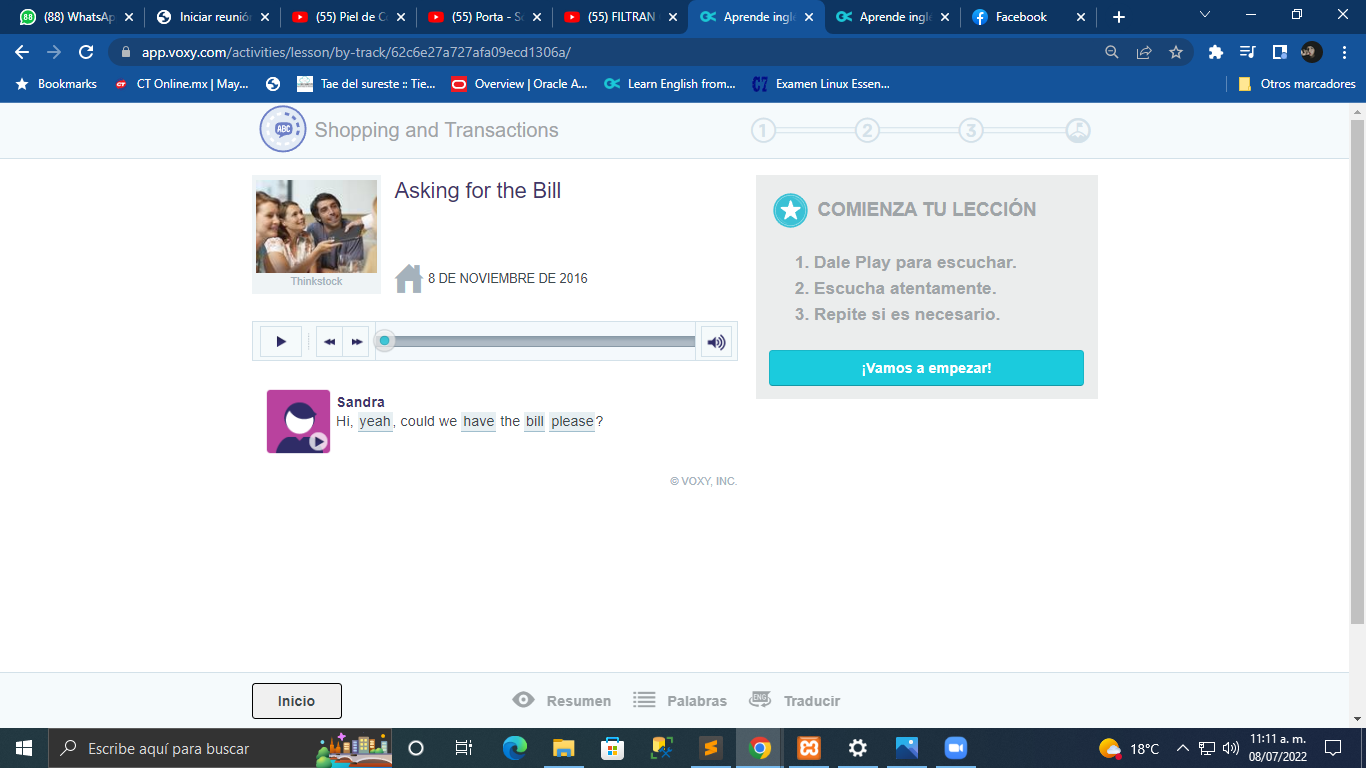 (88) WhatsAp
Iniciar reunió
(55) Piel de C
(55) Porta - S
(55) FILTRAN
Aprende ingl
Aprende ingl
Facebook
app.voxy.com/activities/lesson/by-track/62c6e27a727afa09ecd1306a/
Bookmarks
CT Online.mx | May...
Tae del sureste :: Tie...
Overview | Oracle A...
Learn English from...
Examen Linux Essen...
Otros marcadores
ABC
Shopping and Transactions
1
2
3
Thinkstock
Asking for the Bill
8 DE NOVIEMBRE DE 2016
COMIENZA TU LECCIÓN
1. Dale Play para escuchar.
2. Escucha atentamente.
3. Repite si es necesario.
¡Vamos a empezar!
Sandra
Hi, yeah, could we have the bill please?
© VOXY, INC.
Inicio
Resumen
Palabras
ENG
Traducir
Escribe aquí para buscar
18°C
11:11 a. m.
08/07/2022